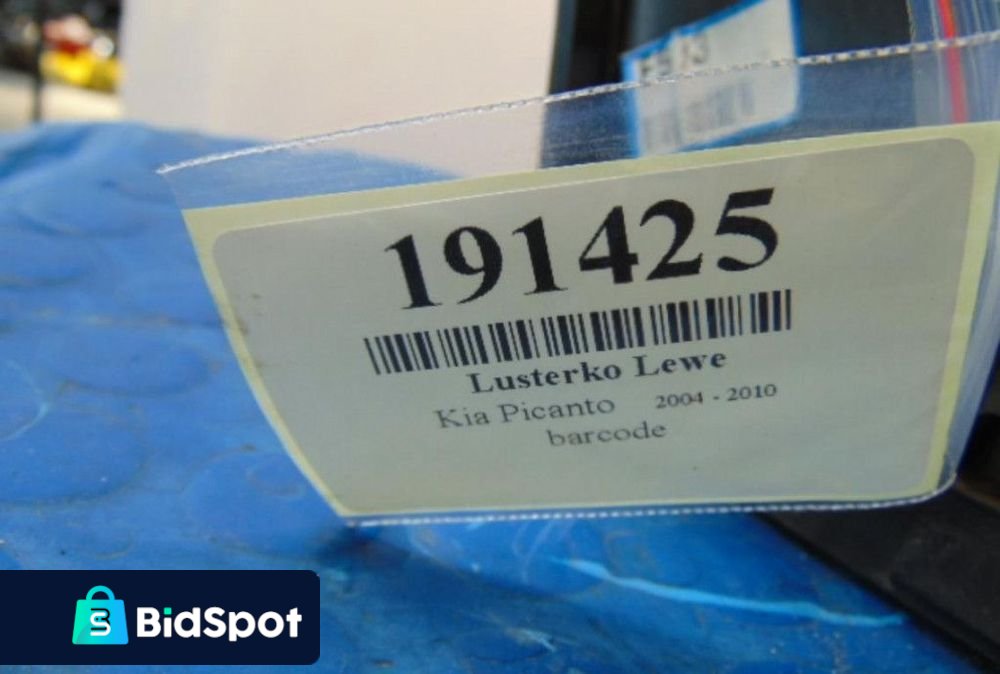 191425
Lusterko Lewe
Kia Picanto 2004 - 2010
barcode
BidSpot